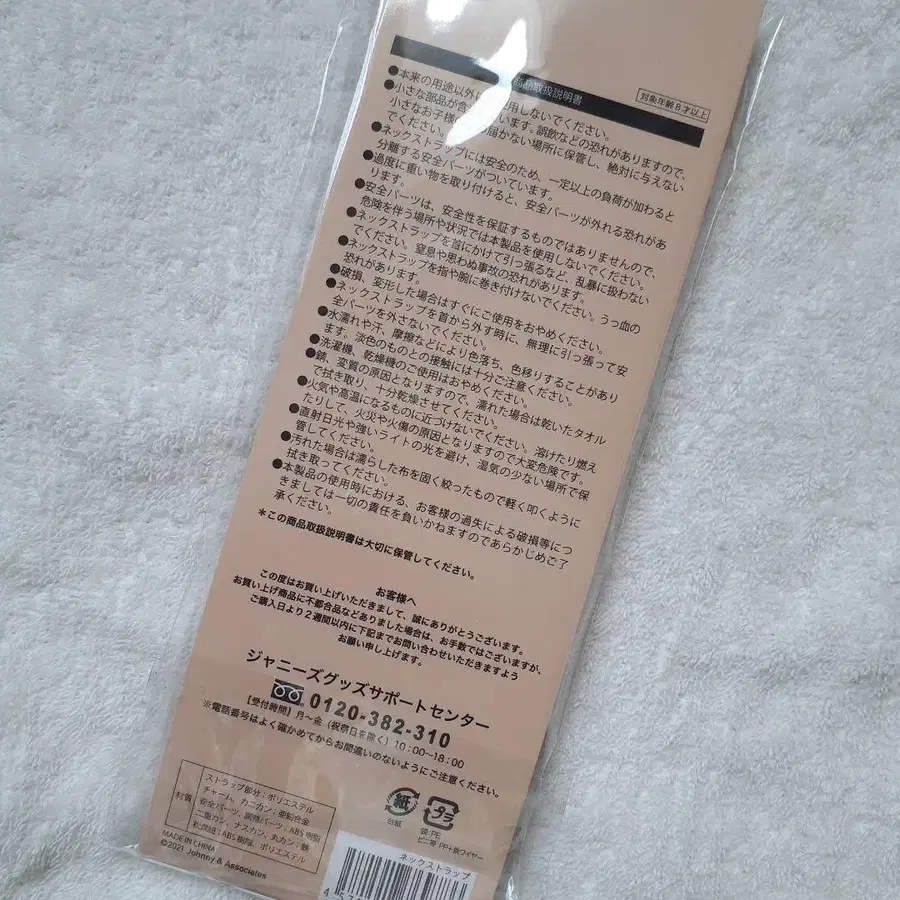 商品取扱説明書
対象年齢8才以上
●本来の用途以外に使用しないでください。
●小さな部品が含まれています。誤飲などの恐れがありますので、
小さなお子様の手の届かない場所に保管し、絶対に与えない
でください。
●ネックストラップには安全のため、一定以上の負荷が加わると
分離する安全パーツがついています。
●過度に重い物を取り付けると、安全パーツが外れる恐れがあ
ります。
●安全パーツは、安全性を保証するものではありませんので、
危険を伴う場所や状況では本製品を使用しないでください。
●ネックストラップを首にかけて引っ張るなど、乱暴に扱わない
でください。窒息や思わぬ事故の恐れがあります。
●ネックストラップを指や腕に巻き付けないでください。うっ血の
恐れがあります。
●破損、変形した場合はすぐにご使用をおやめください。
●ネックストラップを首から外す時に、無理に引っ張って安
全パーツを外さないでください。
●水濡れや汗、摩擦などにより色落ち、色移りすることがあり
ます。淡色のものとの接触には十分ご注意ください。
●洗濯機、乾燥機のご使用はおやめください。
●錆、変質の原因となりますので、濡れた場合は乾いたタオル
で拭き取り、十分乾燥させてください。
●火気や高温になるものに近づけないでください。溶けたり燃え
たりして、火災や火傷の原因となりますので大変危険です。
●直射日光や強いライトの光を避け、湿気の少ない場所で保
管してください。
●汚れた場合は濡らした布を固く絞ったもので軽く叩くように
拭き取ってください。
●本製品の使用時における、お客様の過失による破損等につ
きましては一切の責任を負いかねますのであらかじめご了
承ください。
＊この商品取扱説明書は大切に保管してください。
お客様へ
この度はお買い上げいただきまして、誠にありがとうございます。
お買い上げ商品に不都合品などありました場合は、お手数ではございますが、
ご購入日より2週間以内に下記までお問い合わせいただきますよう
お願い申し上げます。
ジャニーズグッズサポートセンター
0120-382-310
【受付時間】月～金（祝祭日を除く）10:00～18:00
※電話番号はよく確かめてからお間違いのないようにご注意ください。
材質
ストラップ部分：ポリエステル
チャーム、カニカン：亜鉛合金
安全パーツ、調整パーツ：ABS樹脂
二重カン、ナスカン、丸カン：鉄
松葉紐：ABS樹脂、ポリエステル
MADE IN CHINA
©2021 Johnny & Associates
紙
台紙
プラ
袋:PE
ビニ帯 PP+鉄ワイヤー
ネックストラップ